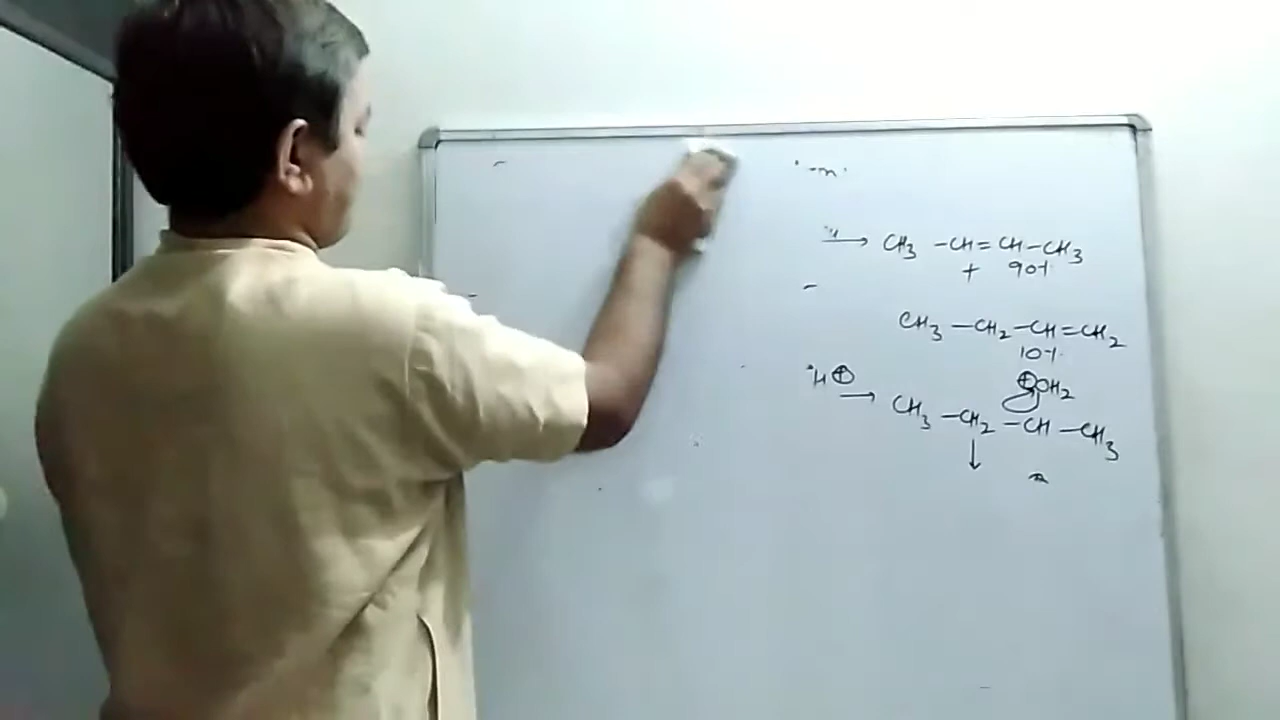 → CH3 -CH=CH-CH3
+ 90%
CH3 -CH2-CH=CH2
10%
H⊕ ⊕OH2
→ CH3 -CH2 -CH -CH3
↓